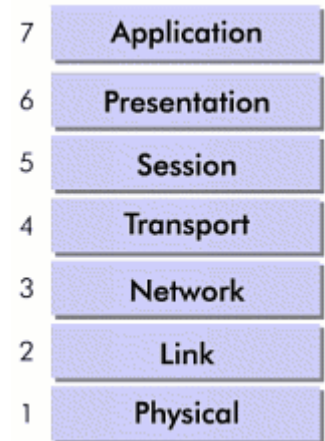 7 Application
6 Presentation
5 Session
4 Transport
3 Network
2 Link
1 Physical